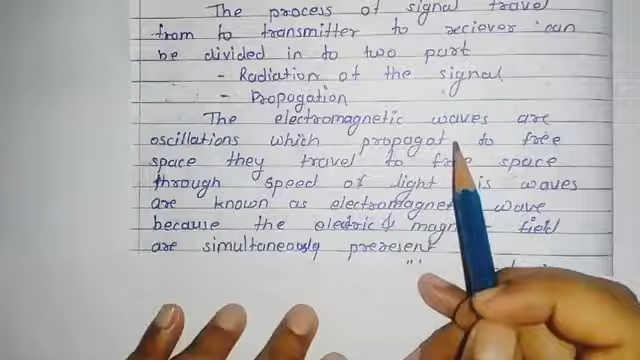 The process of signal travel
from to transmitter to reciever can
be divided in to two part
- Radiation of the signal
- Propagation
The electromagnetic waves are
oscillations which propagat to free
space they travel to free space
through speed of light is waves
are known as electromagnet wave
because the electric & magn field
are simultaneously preresent